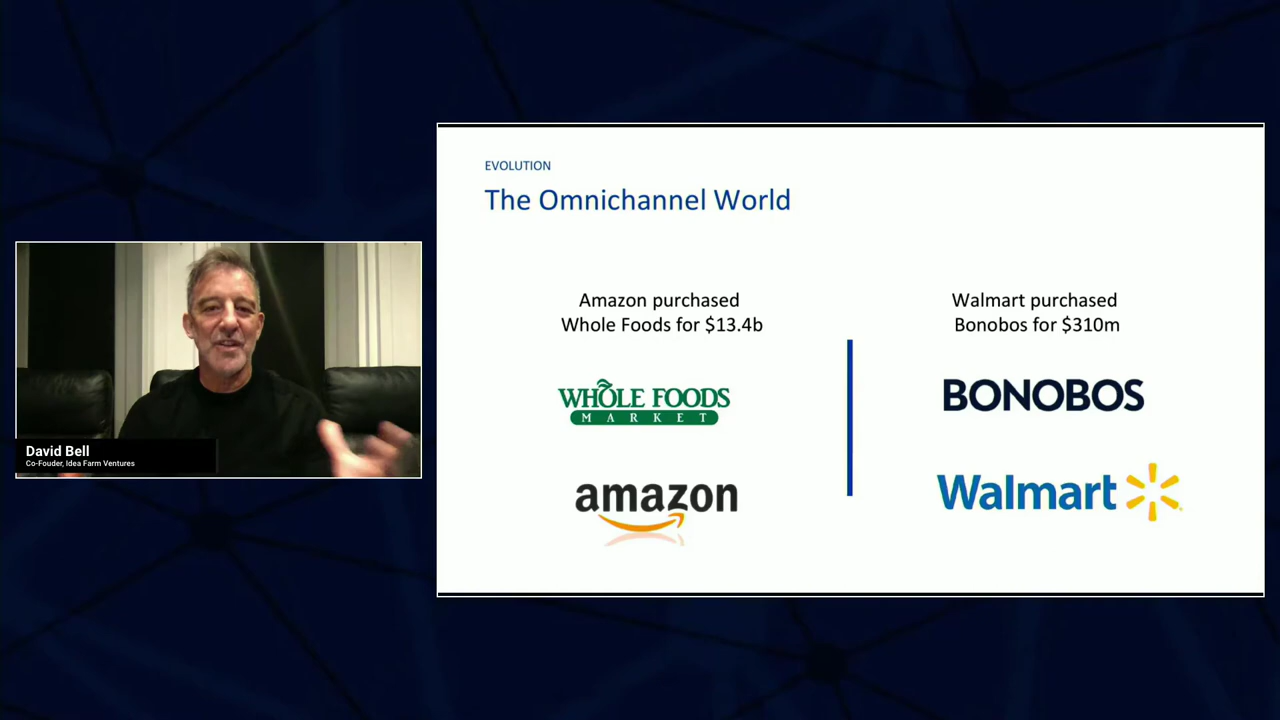 EVOLUTION
The Omnichannel World
Amazon purchased
Whole Foods for $13.4b
WHOLE FOODS
MARKET
amazon
Walmart purchased
Bonobos for $310m
BONOBOS
Walmart
David Bell
Co-Fouder, Idea Farm Ventures